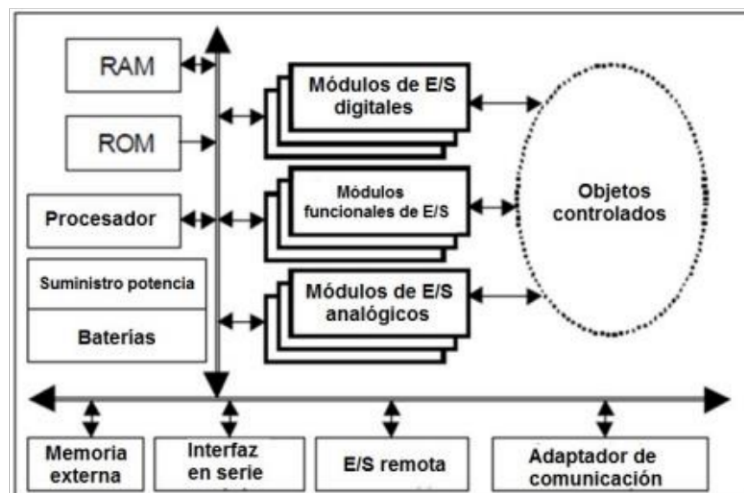 RAM
ROM
Procesador
Suministro potencia
Baterías
Módulos de E/S
digitales
Módulos
funcionales de E/S
Módulos de E/S
analógicos
Objetos
controlados
Memoria
externa
Interfaz
en serie
E/S remota
Adaptador de
comunicación